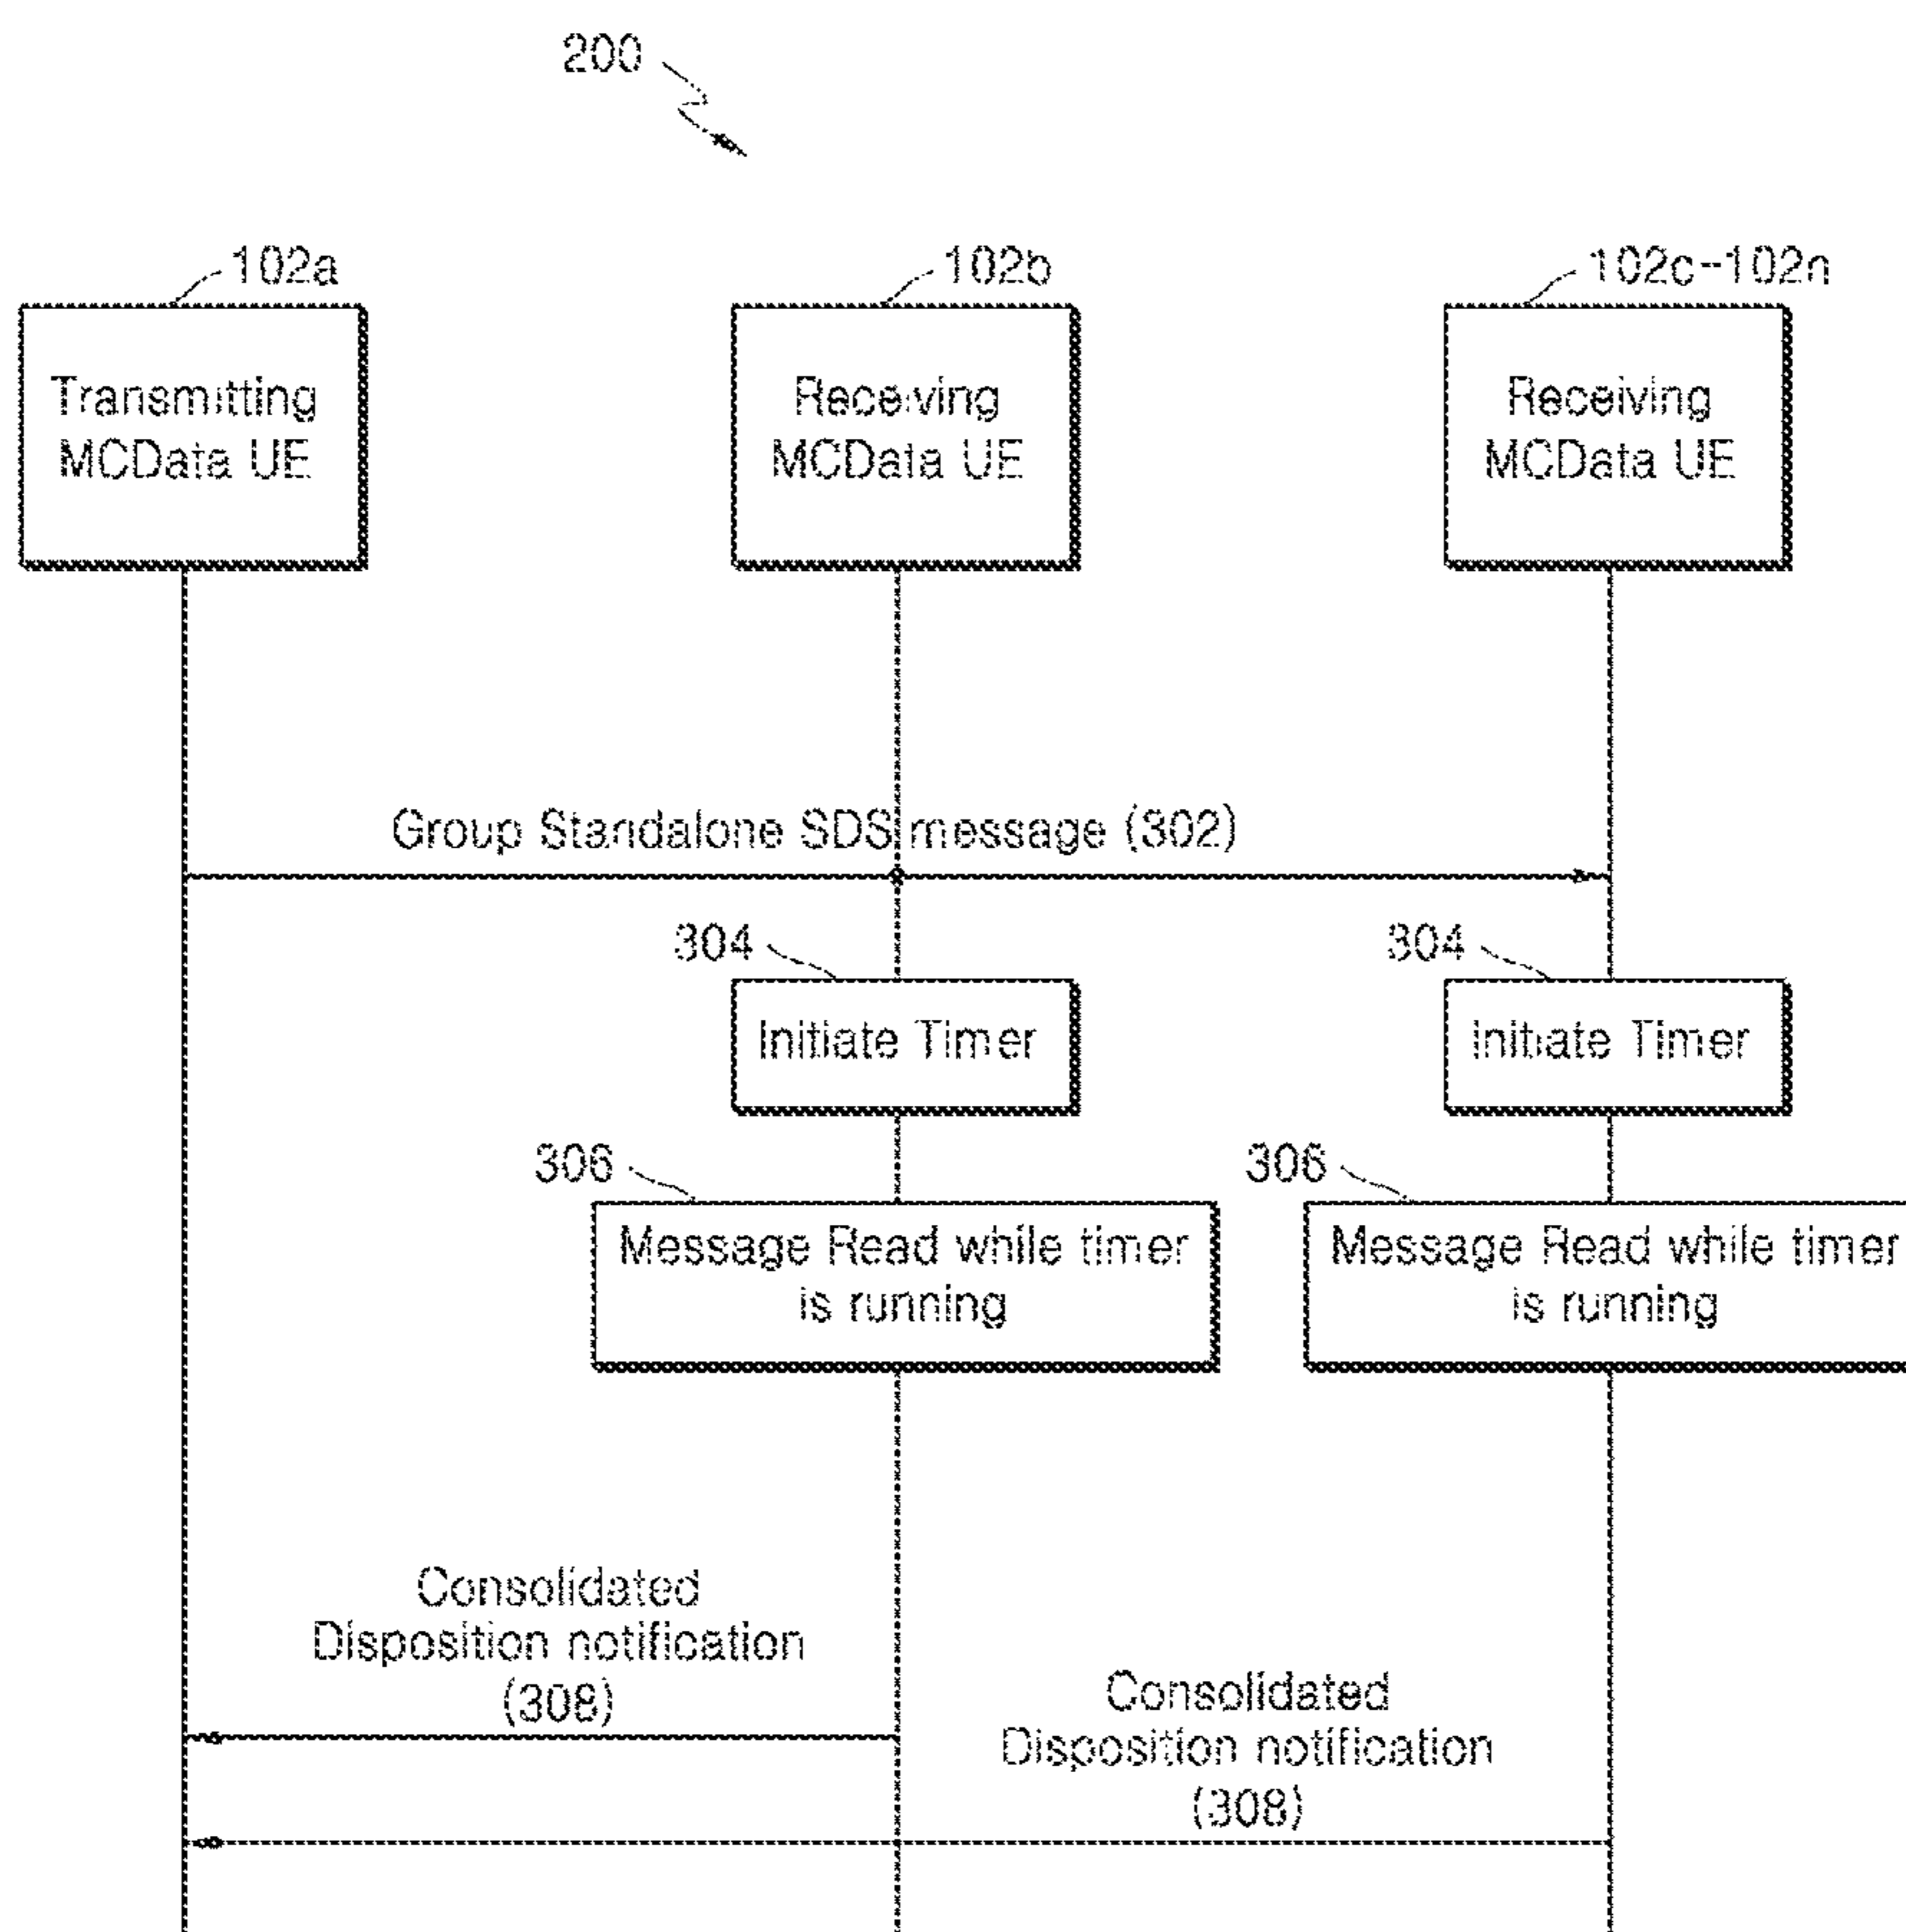 200
102a
102b
102c-102n
Transmitting
MCData UE
Receiving
MCData UE
Receiving
MCData UE
Group Standalone SDS message (302)
304
304
Initiate Timer
Initiate Timer
306
306
Message Read while timer
is running
Message Read while timer
is running
Consolidated
Disposition notification
(308)
Consolidated
Disposition notification
(308)